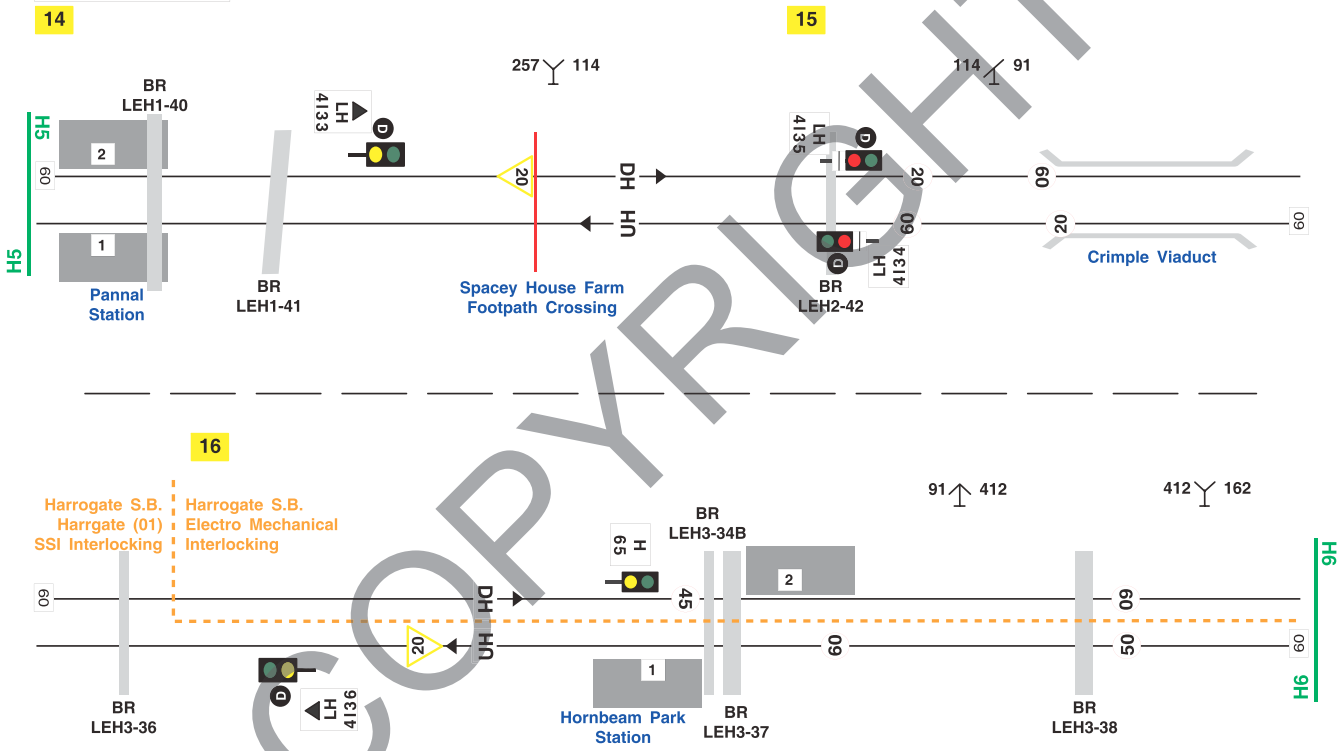 14
15
257 114
114 91
BR
LEH1-40
LH
4133
D
LH
4135
D
H5
2
60
20
DH
20
60
UH
60
20
60
1
H5
D
LH
4134
Pannal
Station
BR
LEH1-41
Spacey House Farm
Footpath Crossing
BR
LEH2-42
Crimple Viaduct
16
91 412
412 162
Harrogate S.B.
Harrgate (01)
SSI Interlocking
Harrogate S.B.
Electro Mechanical
Interlocking
H
65
BR
LEH3-34B
2
H6
60
DH
45
60
20
UH
60
50
60
1
H6
D
LH
4136
BR
LEH3-36
Hornbeam Park
Station
BR
LEH3-37
BR
LEH3-38
COPYRIGHT